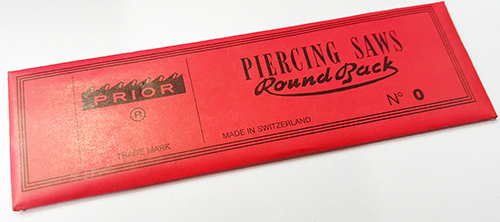 PRIOR
®
TRADE MARK
PIERCING SAWS
Round Back
N° 0
MADE IN SWITZERLAND